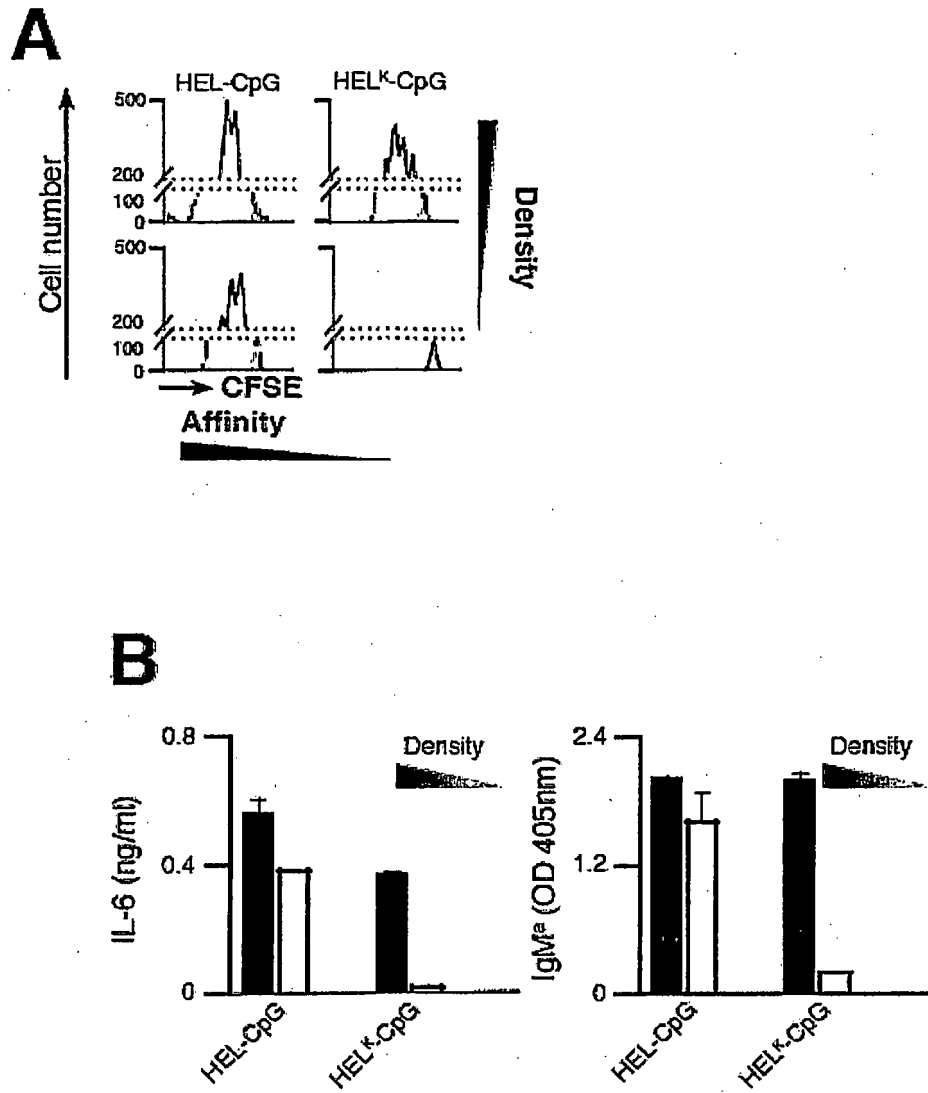 A
HEL-CpG
HELᴷ-CpG
Cell number
500
200
100
0
500
200
100
0
Density
CFSE
Affinity
B
IL-6 (ng/ml)
0.8
0.4
0
Density
HEL-CpG
HELᴷ-CpG
IgMᵃ (OD 405nm)
2.4
1.2
0
Density
HEL-CpG
HELᴷ-CpG